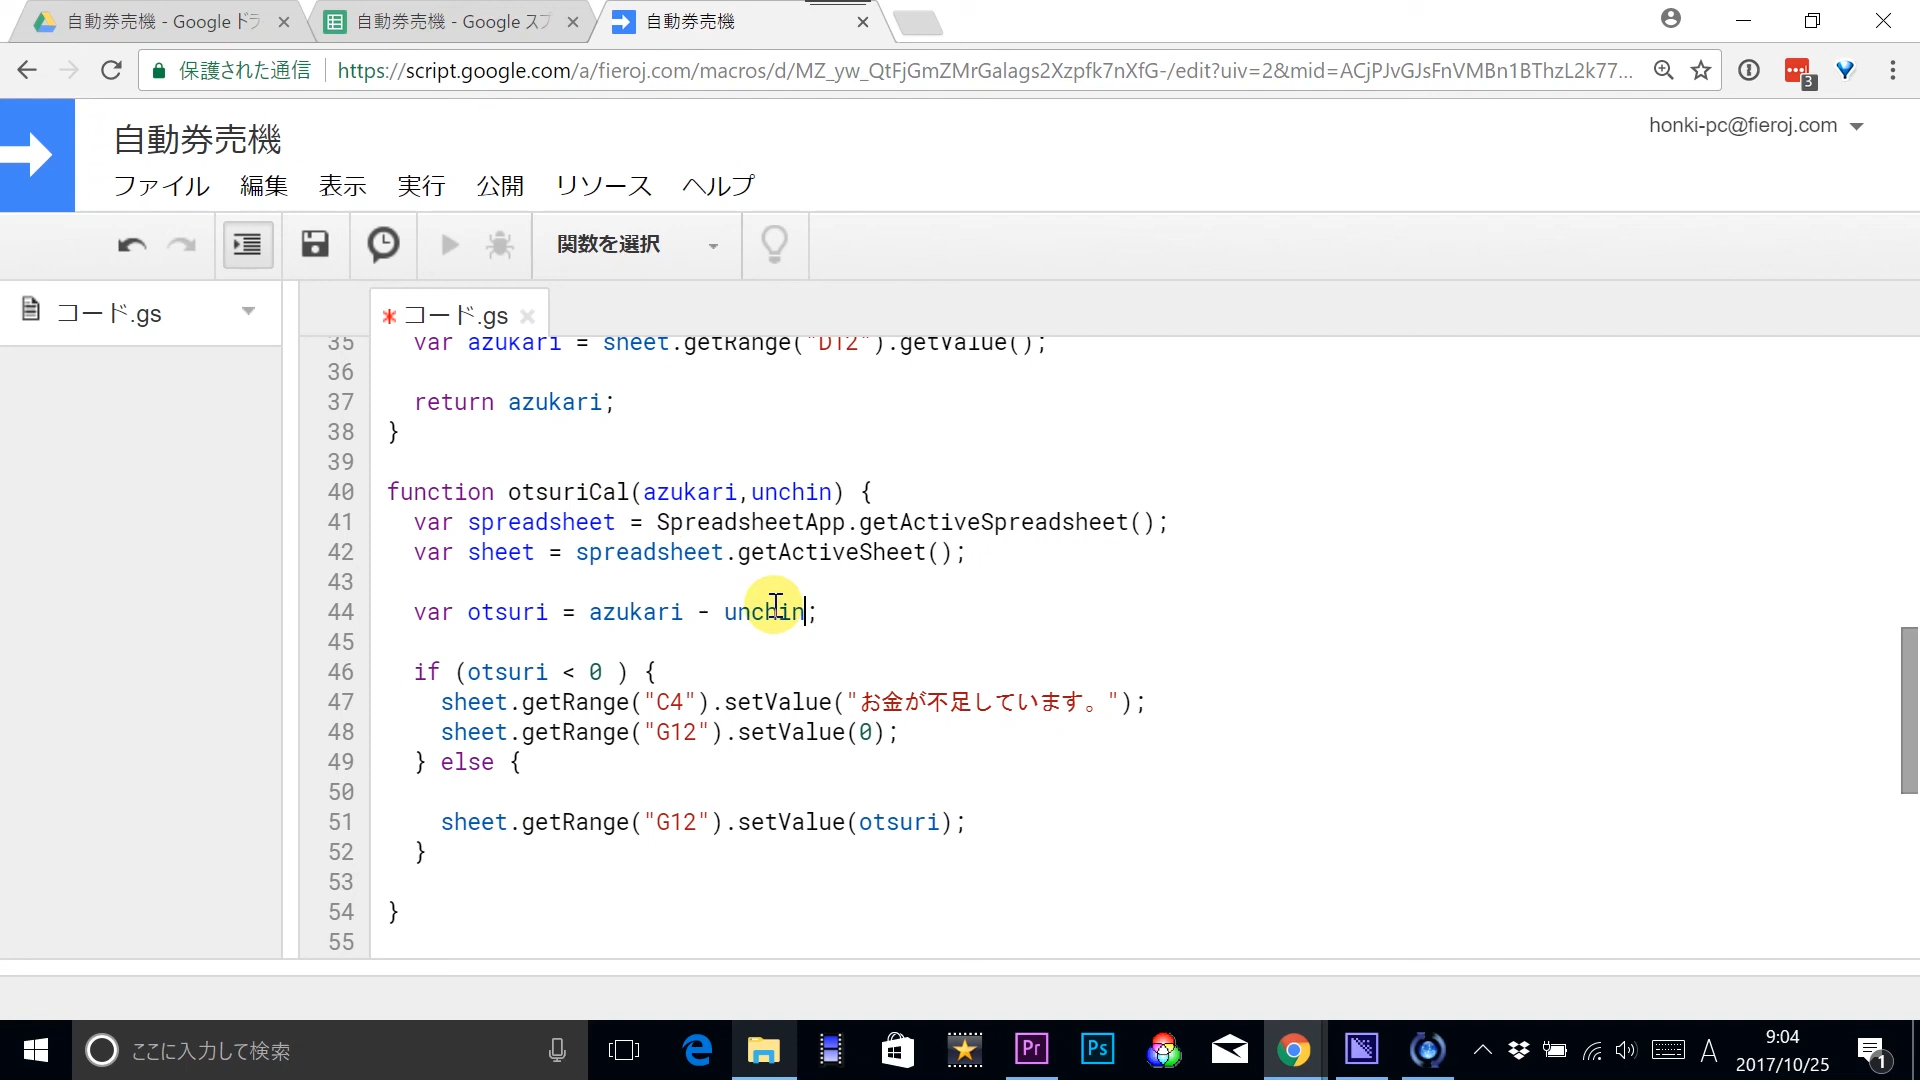 自動券売機 - Google ドラ
自動券売機 - Google スプ
自動券売機
保護された通信
https://script.google.com/a/fieroj.com/macros/d/MZ_yw_QtFjGmZMrGalags2Xzpfk7nXfG-/edit?uiv=2&mid=ACjPJvGJsFnVMBn1BThzL2k77...
3
自動券売機
honki-pc@fieroj.com
ファイル 編集 表示 実行 公開 リソース ヘルプ
関数を選択
コード.gs
* コード.gs
35 var azukari = sheet.getRange("D12").getValue();
36
37 return azukari;
38 }
39
40 function otsuriCal(azukari,unchin) {
41 var spreadsheet = SpreadsheetApp.getActiveSpreadsheet();
42 var sheet = spreadsheet.getActiveSheet();
43
44 var otsuri = azukari - unchin;
45
46 if (otsuri < 0 ) {
47 sheet.getRange("C4").setValue("お金が不足しています。");
48 sheet.getRange("G12").setValue(0);
49 } else {
50
51 sheet.getRange("G12").setValue(otsuri);
52 }
53
54 }
55
ここに入力して検索
Pr
Ps
A
9:04
2017/10/25
1